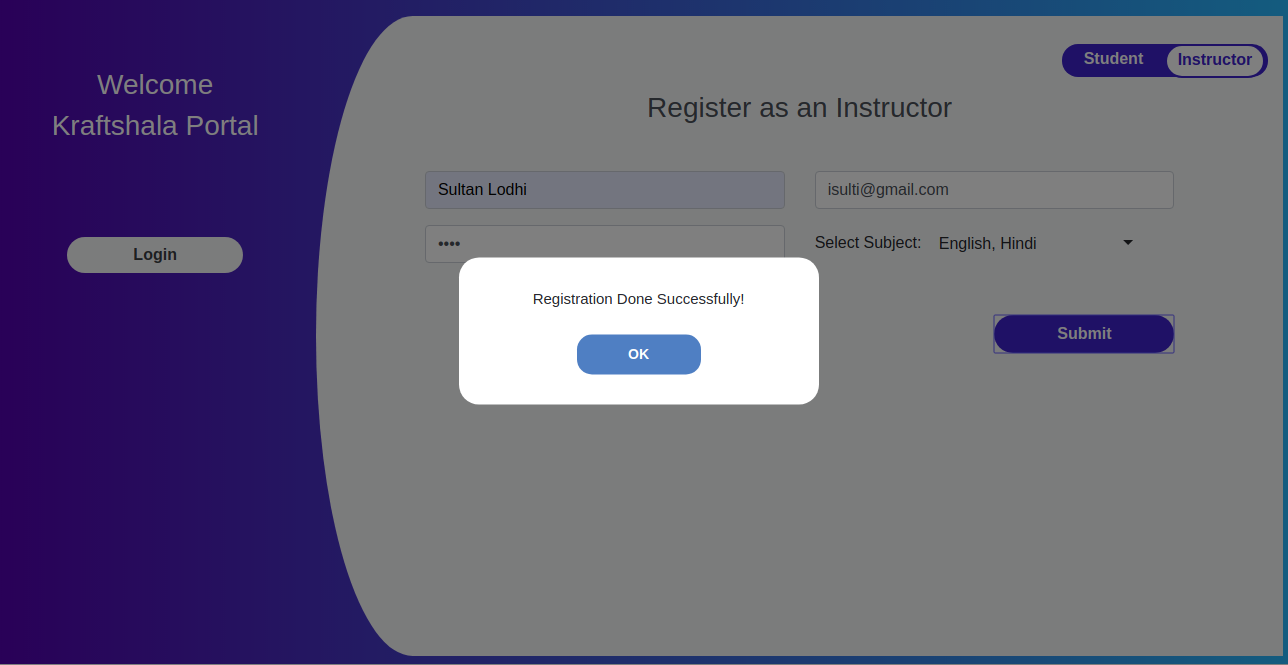 Welcome
Kraftshala Portal
Login
Student Instructor
Register as an Instructor
Sultan Lodhi isulti@gmail.com
•••• Select Subject: English, Hindi
Submit
Registration Done Successfully!
OK